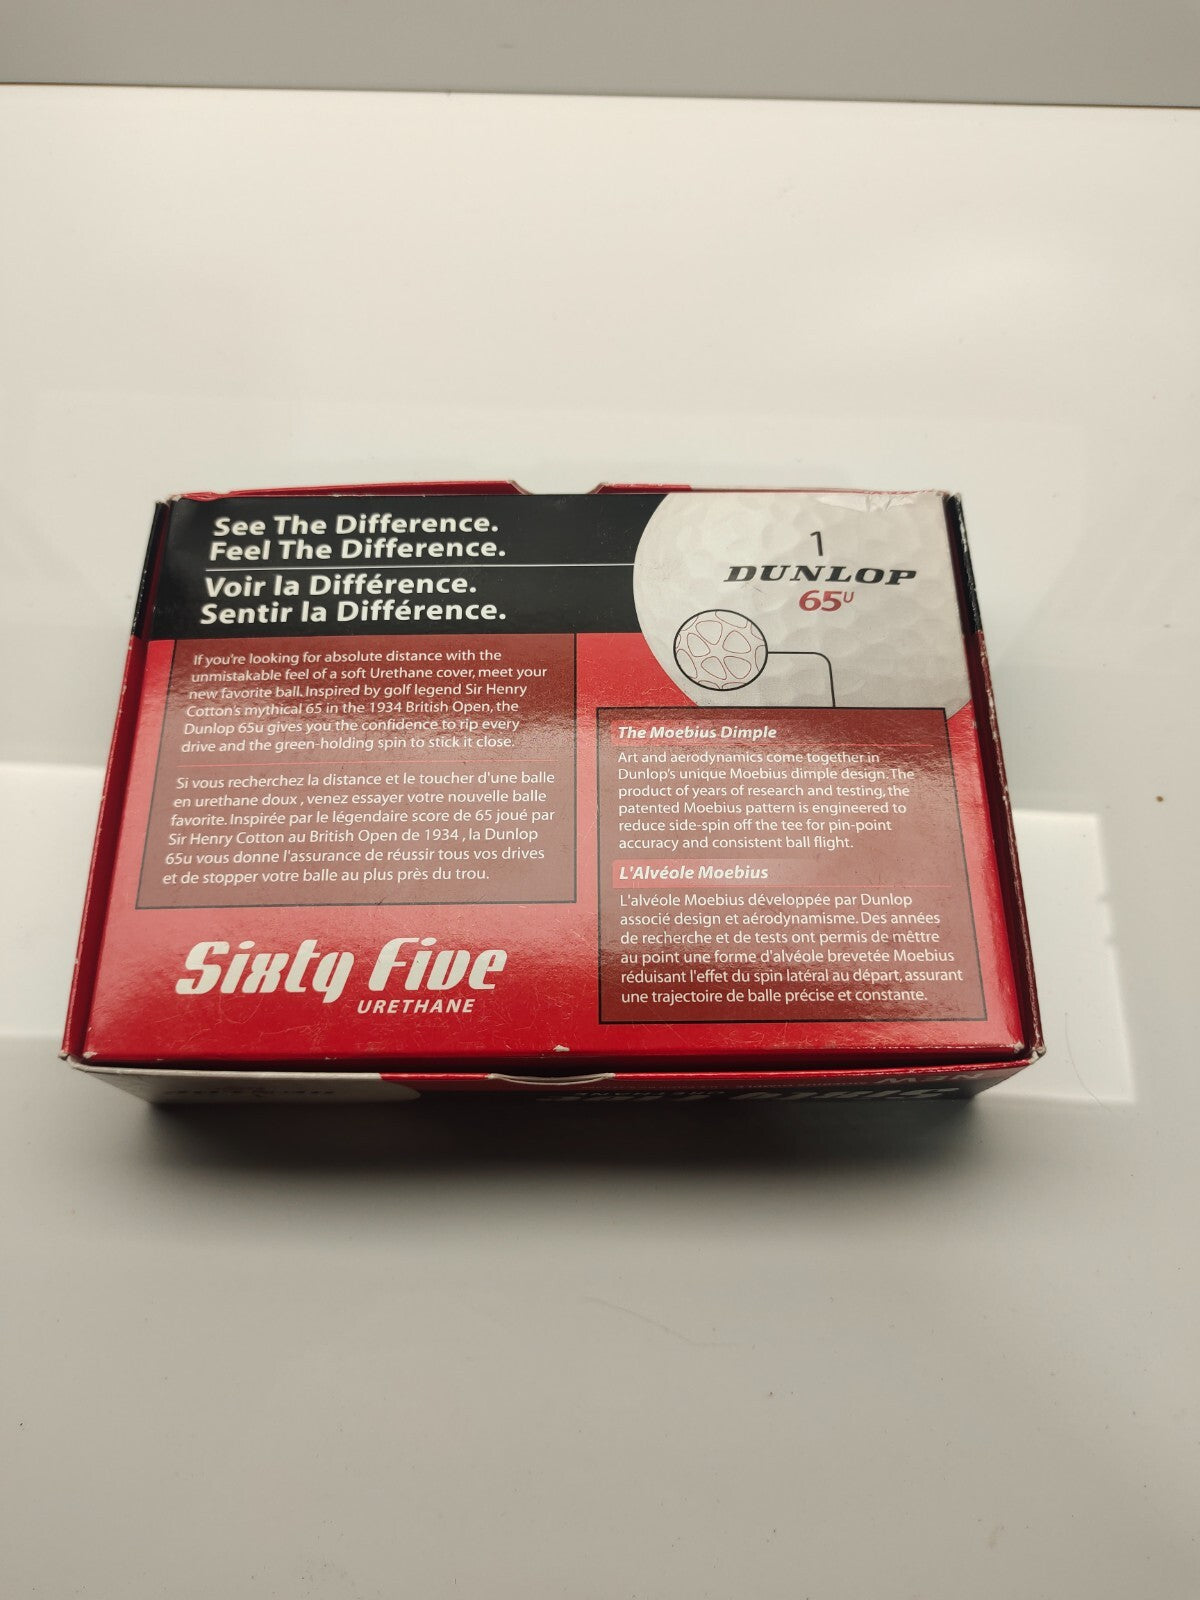 See The Difference.
Feel The Difference.
Voir la Différence.
Sentir la Différence.
1
DUNLOP
65U
If you're looking for absolute distance with the
unmistakable feel of a soft Urethane cover, meet your
new favorite ball. Inspired by golf legend Sir Henry
Cotton's mythical 65 in the 1934 British Open, the
Dunlop 65u gives you the confidence to rip every
drive and the green-holding spin to stick it close.
Si vous recherchez la distance et le toucher d'une balle
en urethane doux , venez essayer votre nouvelle balle
favorite. Inspirée par le légendaire score de 65 joué par
Sir Henry Cotton au British Open de 1934 , la Dunlop
65u vous donne l'assurance de réussir tous vos drives
et de stopper votre balle au plus près du trou.
The Moebius Dimple
Art and aerodynamics come together in
Dunlop's unique Moebius dimple design. The
product of years of research and testing, the
patented Moebius pattern is engineered to
reduce side-spin off the tee for pin-point
accuracy and consistent ball flight.
L'Alvéole Moebius
L'alvéole Moebius développée par Dunlop
associé design et aérodynamisme. Des années
de recherche et de tests ont permis de mêttre
au point une forme d'alvéole brevetée Moebius
réduisant l'effet du spin latéral au départ, assurant
une trajectoire de balle précise et constante.
Sixty Five
URETHANE